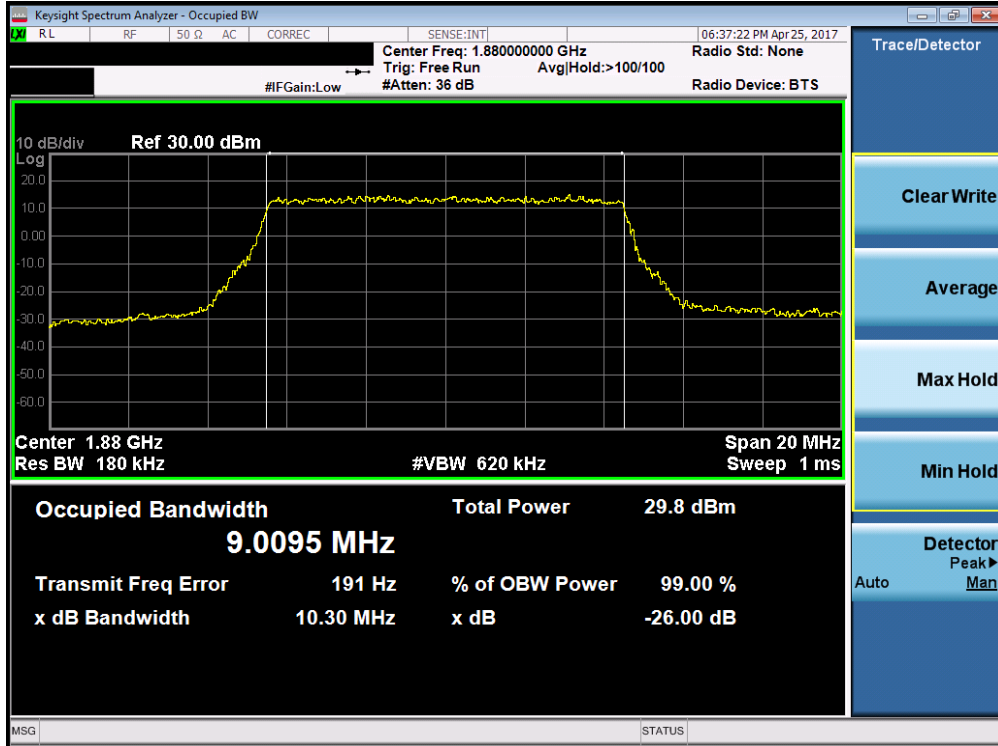 Keysight Spectrum Analyzer - Occupied BW
LXI RL RF 50 Ω AC CORREC SENSE:INT 06:37:22 PM Apr 25, 2017
Center Freq: 1.880000000 GHz Radio Std: None
Trig: Free Run Avg|Hold:>100/100
#IFGain:Low #Atten: 36 dB Radio Device: BTS
10 dB/div Ref 30.00 dBm
Log
20.0
10.0
0.00
-10.0
-20.0
-30.0
-40.0
-50.0
-60.0
Center 1.88 GHz Span 20 MHz
Res BW 180 kHz #VBW 620 kHz Sweep 1 ms
Occupied Bandwidth Total Power 29.8 dBm
9.0095 MHz
Transmit Freq Error 191 Hz % of OBW Power 99.00 %
x dB Bandwidth 10.30 MHz x dB -26.00 dB
MSG STATUS
Trace/Detector
Clear Write
Average
Max Hold
Min Hold
Detector
Peak▶
Auto Man